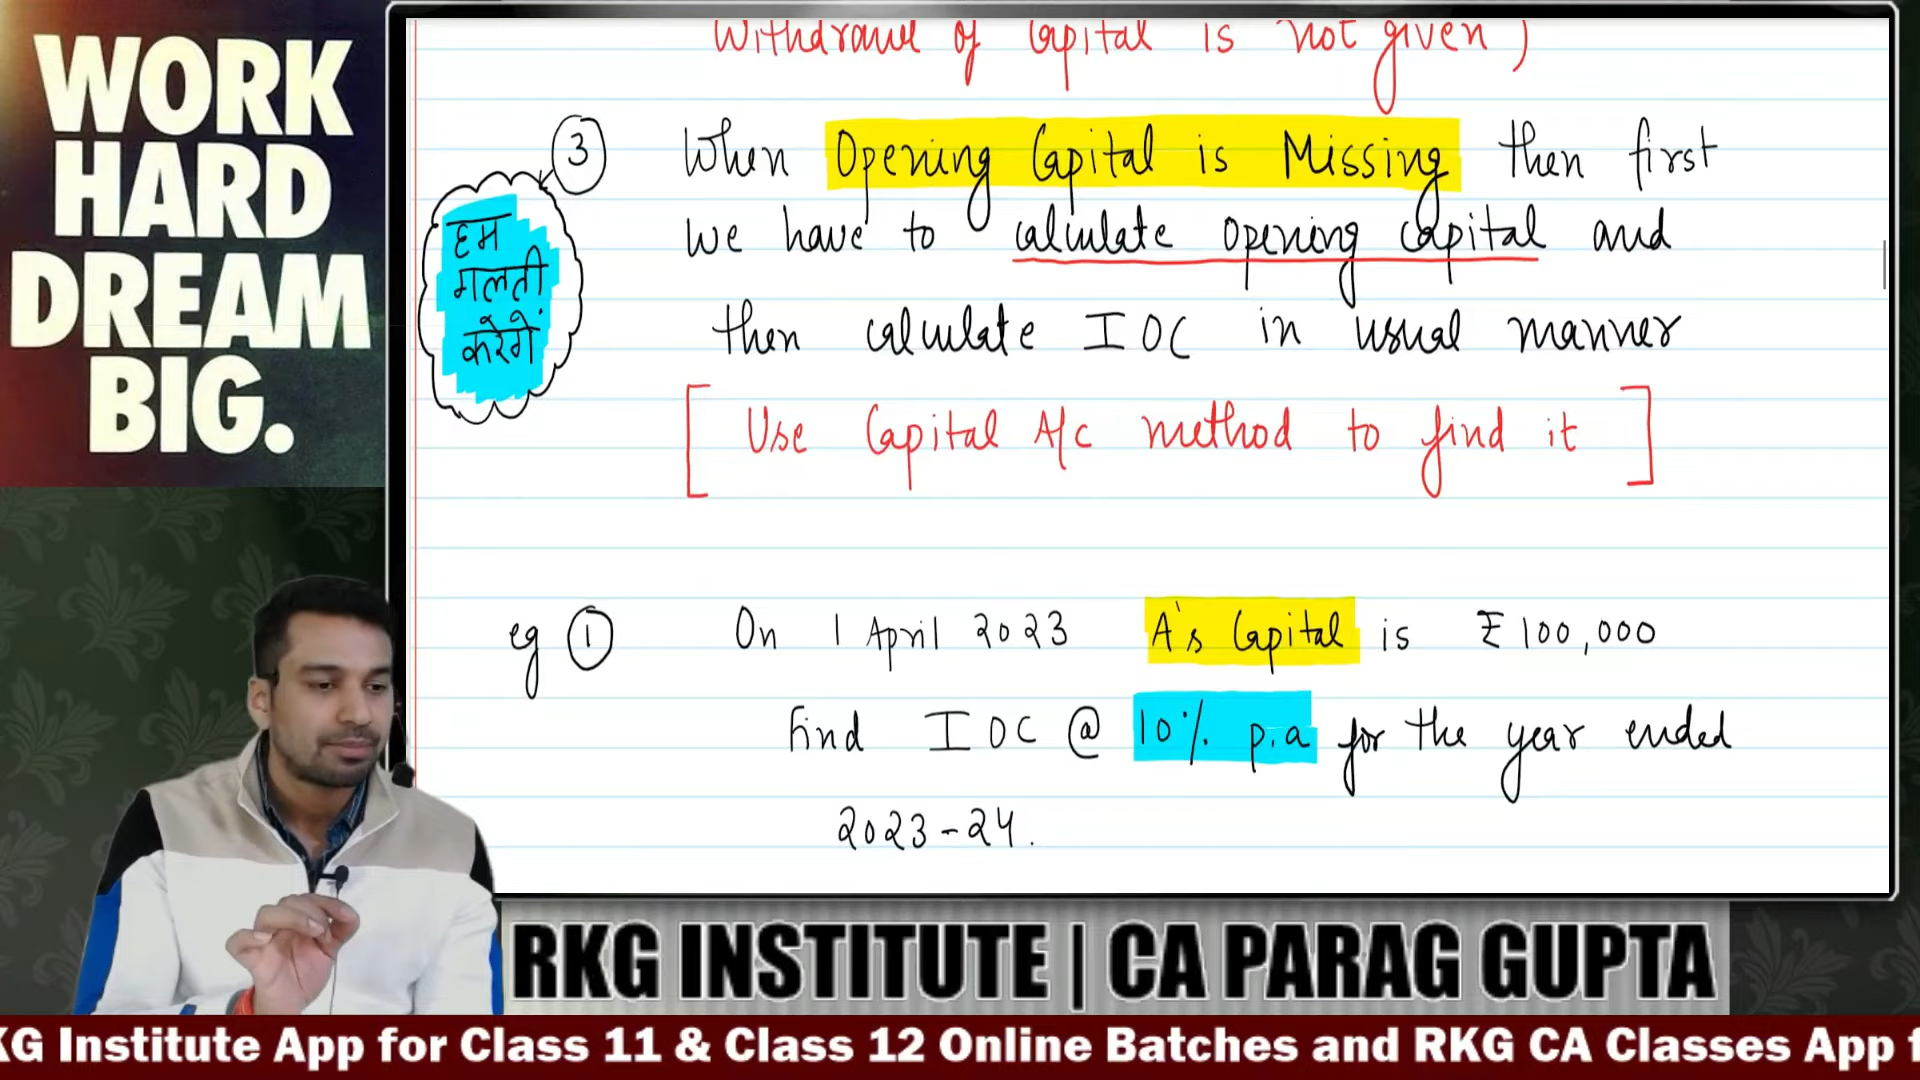 WORK
HARD
DREAM
BIG.
Withdrawl of Capital is not given)
③ When Opening Capital is Missing then first
we have to calculate opening capital and
then calculate IOC in usual manner
[Use Capital A/c method to find it]
हम
गलती
करेगें
eg ① On 1 April 2023 A's Capital is ₹100,000
find IOC @ 10% p.a for the year ended
2023-24.
RKG INSTITUTE | CA PARAG GUPTA
KG Institute App for Class 11 & Class 12 Online Batches and RKG CA Classes App f